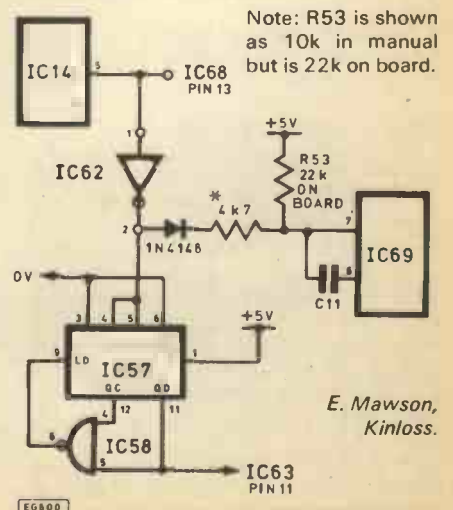 Note: R53 is shown
as 10k in manual
but is 22k on board.
IC14
5
IC68
PIN 13
1
IC62
2
1N4148
*
4k7
+5V
R53
22k
ON
BOARD
7
IC69
6
C11
0V
3 4 5 6
+5V
9
LD
IC57
1
QC QD
12 11
4
6
IC58
5
IC63
PIN 11
E. Mawson,
Kinloss.
EG600